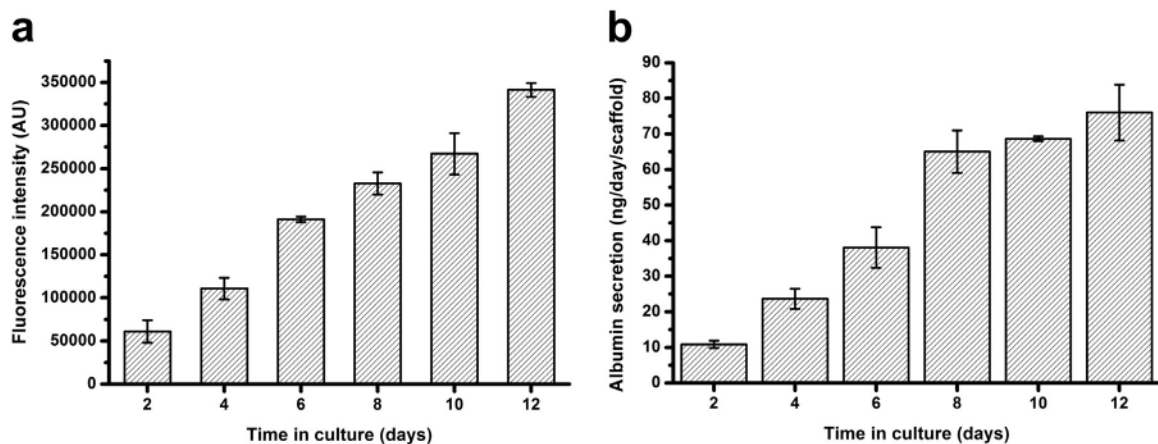 a
Fluorescence intensity (AU)
350000
300000
250000
200000
150000
100000
50000
0
2 4 6 8 10 12
Time in culture (days)
b
Albumin secretion (ng/day/scaffold)
90
80
70
60
50
40
30
20
10
0
2 4 6 8 10 12
Time in culture (days)